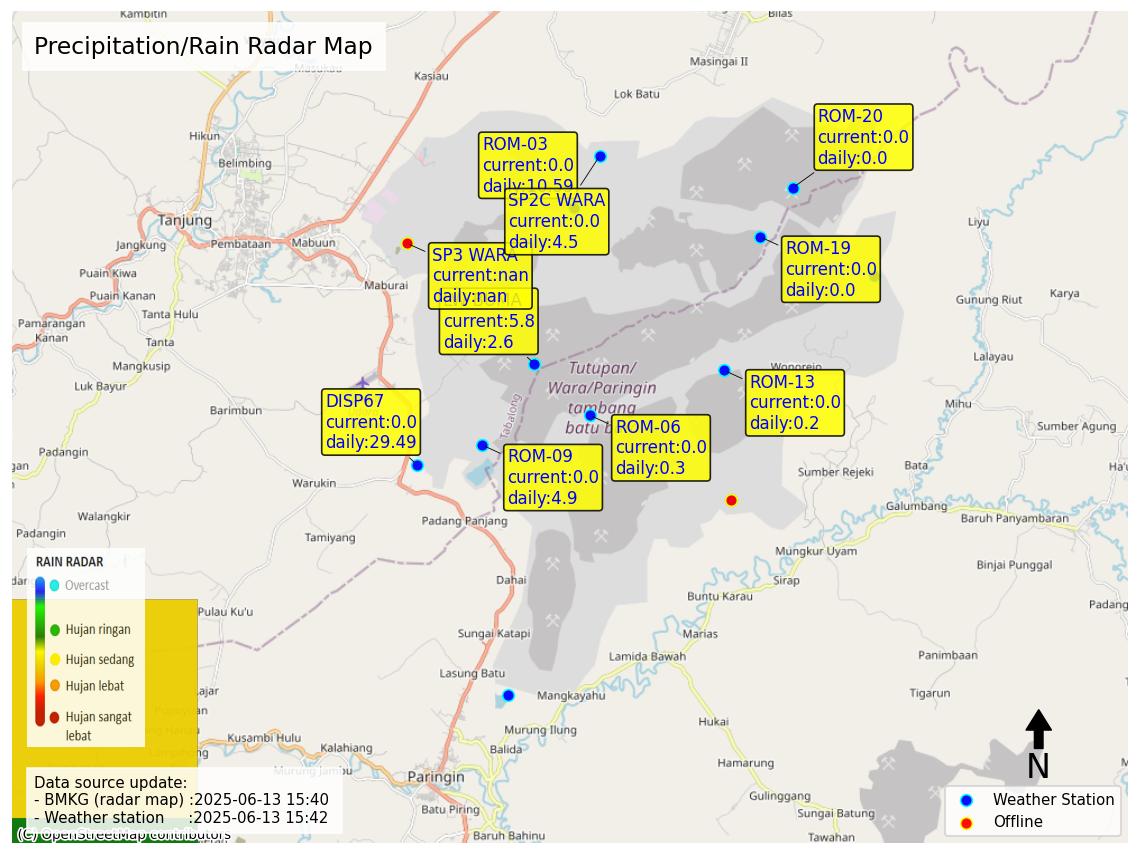 Precipitation/Rain Radar Map
Kambitin
Bilas
Masingai II
Masukau
Kasiau
Lok Batu
Hikun
Belimbing
ROM-03
current:0.0
daily:10.59
ROM-20
current:0.0
daily:0.0
SP2C WARA
current:0.0
daily:4.5
Tanjung
Jangkung
Pembataan
Mabuun
Liyu
SP3 WARA
current:nan
daily:nan
ROM-19
current:0.0
daily:0.0
Puain Kiwa
Maburai
Puain Kanan
Tanta Hulu
Gunung Riut
Karya
current:5.8
daily:2.6
Pamarangan
Kanan
Tanta
Mangkusip
Lalayau
Wonorejo
Tutupan/
Wara/Paringin
tambang
batu b
Luk Bayur
ROM-13
current:0.0
daily:0.2
Barimbun
DISP67
current:0.0
daily:29.49
Tabalong
Mihu
ROM-06
current:0.0
daily:0.3
Sumber Agung
ROM-09
current:0.0
daily:4.9
Padangin
Warukin
Sumber Rejeki
Bata
Bangkal
Galumbang
Baruh Panyambaran
Walangkir
Padang Panjang
Padangin
Tamiyang
Mungkur Uyam
Binjai Punggal
RAIN RADAR
Overcast
Hujan ringan
Hujan sedang
Hujan lebat
Hujan sangat
lebat
Dahai
Sirap
Buntu Karau
Padang
Pulau Ku'u
Sungai Katapi
Marias
Lamida Bawah
Panimbaan
Lasung Batu
Mangkayahu
Tigarun
Lajar
Hukai
Murung Ilung
Kusambi Hulu
Kalahiang
Balida
Hamarung
N
Murung Jambu
Paringin
Data source update:
- BMKG (radar map) :2025-06-13 15:40
- Weather station :2025-06-13 15:42
Gulinggang
Batu Piring
Sungai Batung
Weather Station
Offline
Baruh Bahinu
Tawahan
(C) OpenStreetMap contributors